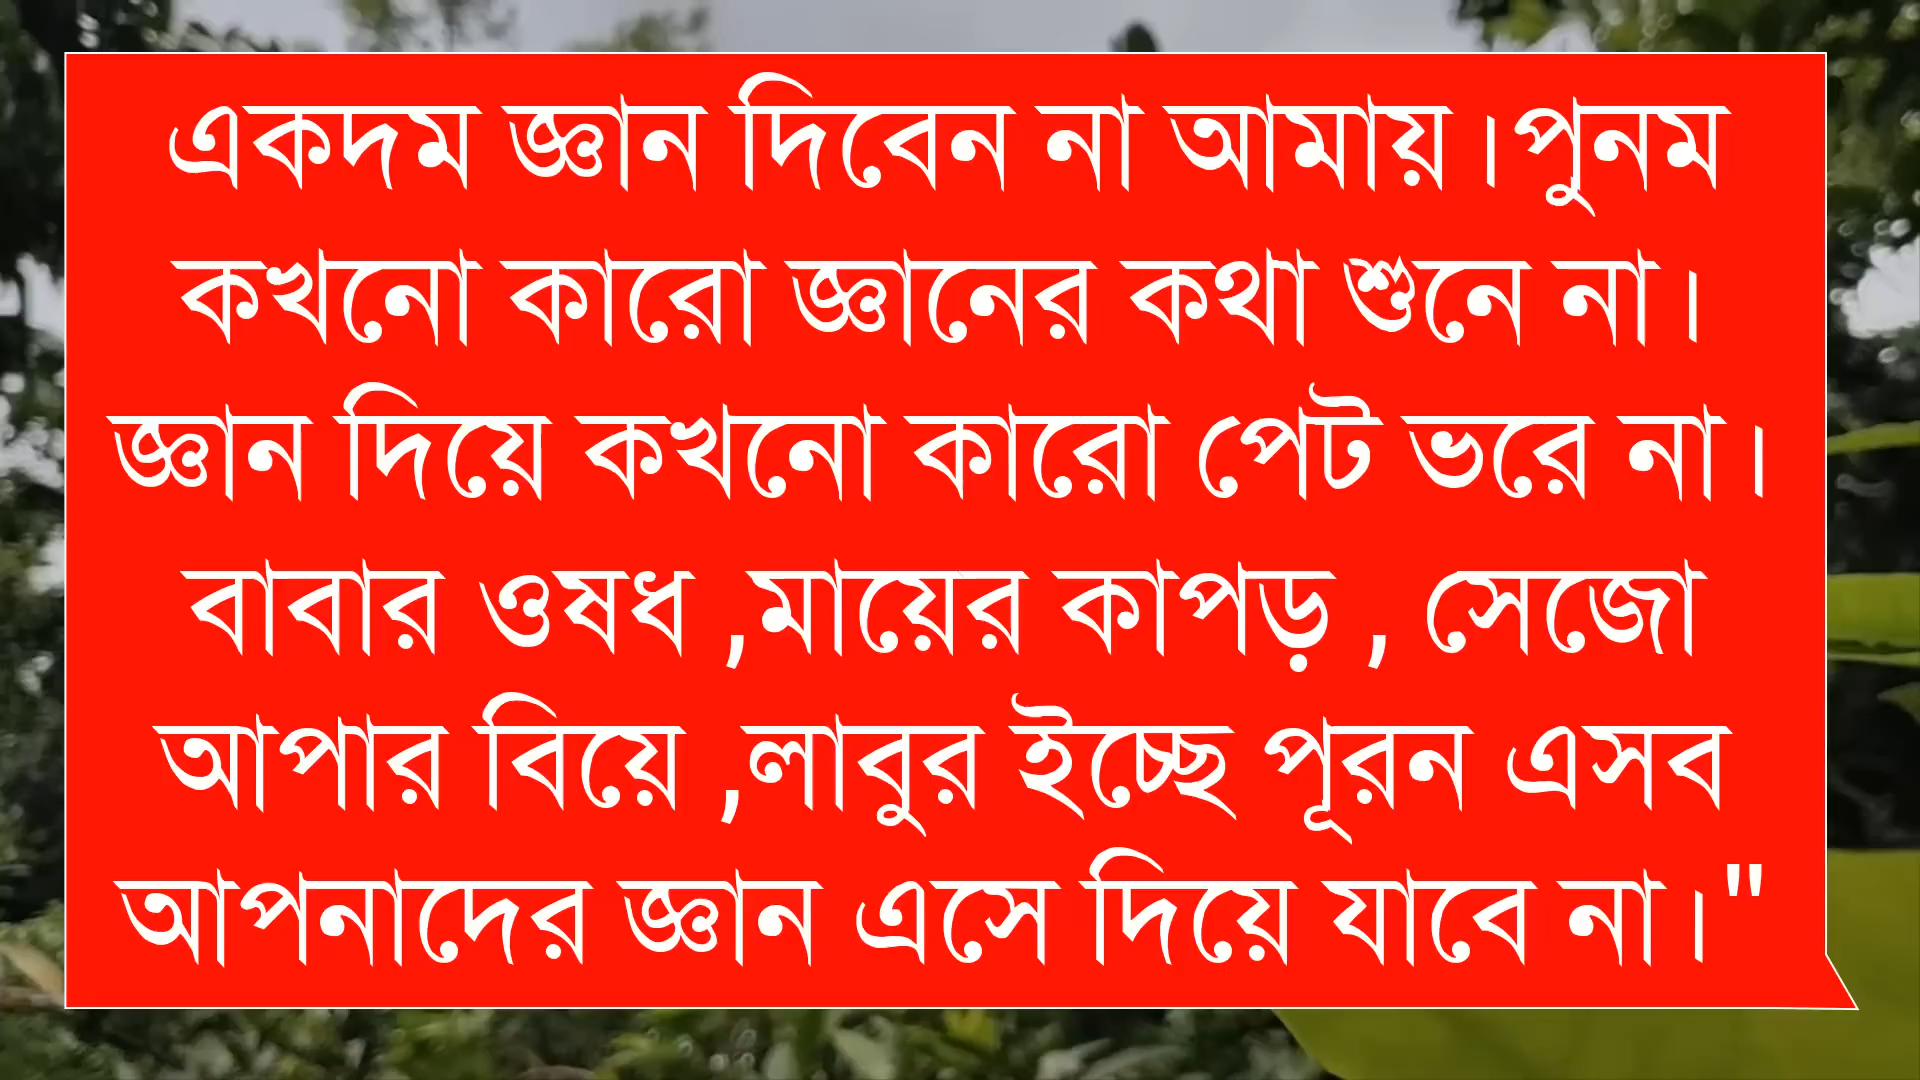 একদম জ্ঞান দিবেন না আমায়।পুনম
কখনো কারো জ্ঞানের কথা শুনে না।
জ্ঞান দিয়ে কখনো কারো পেট ভরে না।
বাবার ওষধ ,মায়ের কাপড় , সেজো
আপার বিয়ে ,লাবুর ইচ্ছে পূরন এসব
আপনাদের জ্ঞান এসে দিয়ে যাবে না।"